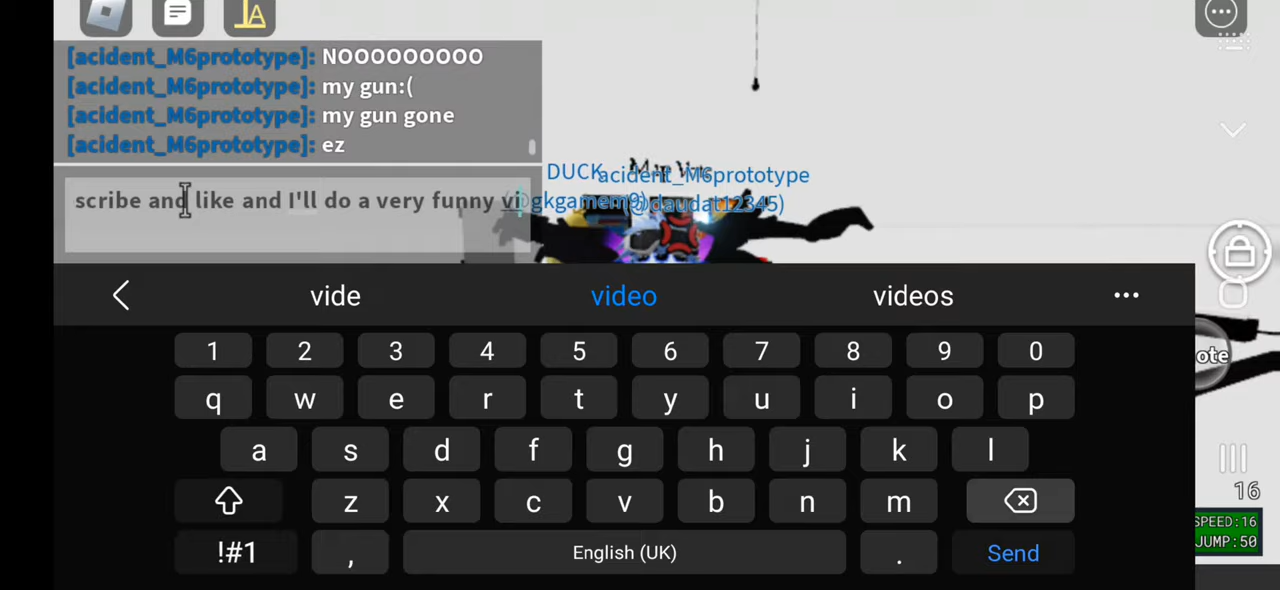 [acident_M6prototype]: NOOOOOOOOO
[acident_M6prototype]: my gun:(
[acident_M6prototype]: my gun gone
[acident_M6prototype]: ez
DUCK
acident_M6prototype
scribe and like and I'll do a very funny vi
gkgamem9)
@daudat12345)
vide video videos
1 2 3 4 5 6 7 8 9 0
q w e r t y u i o p
a s d f g h j k l
z x c v b n m
!#1 , English (UK) . Send
ote
16
SPEED:16
JUMP:50